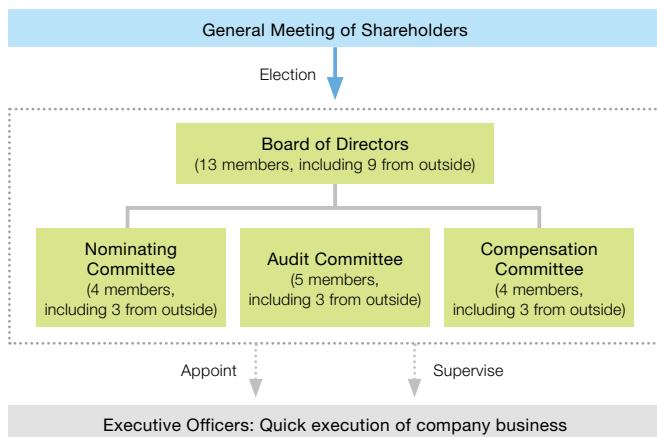 General Meeting of Shareholders
Election
Board of Directors
(13 members, including 9 from outside)
Nominating
Committee
(4 members,
including 3 from outside)
Audit Committee
(5 members,
including 3 from outside)
Compensation
Committee
(4 members,
including 3 from outside)
Appoint
Supervise
Executive Officers: Quick execution of company business